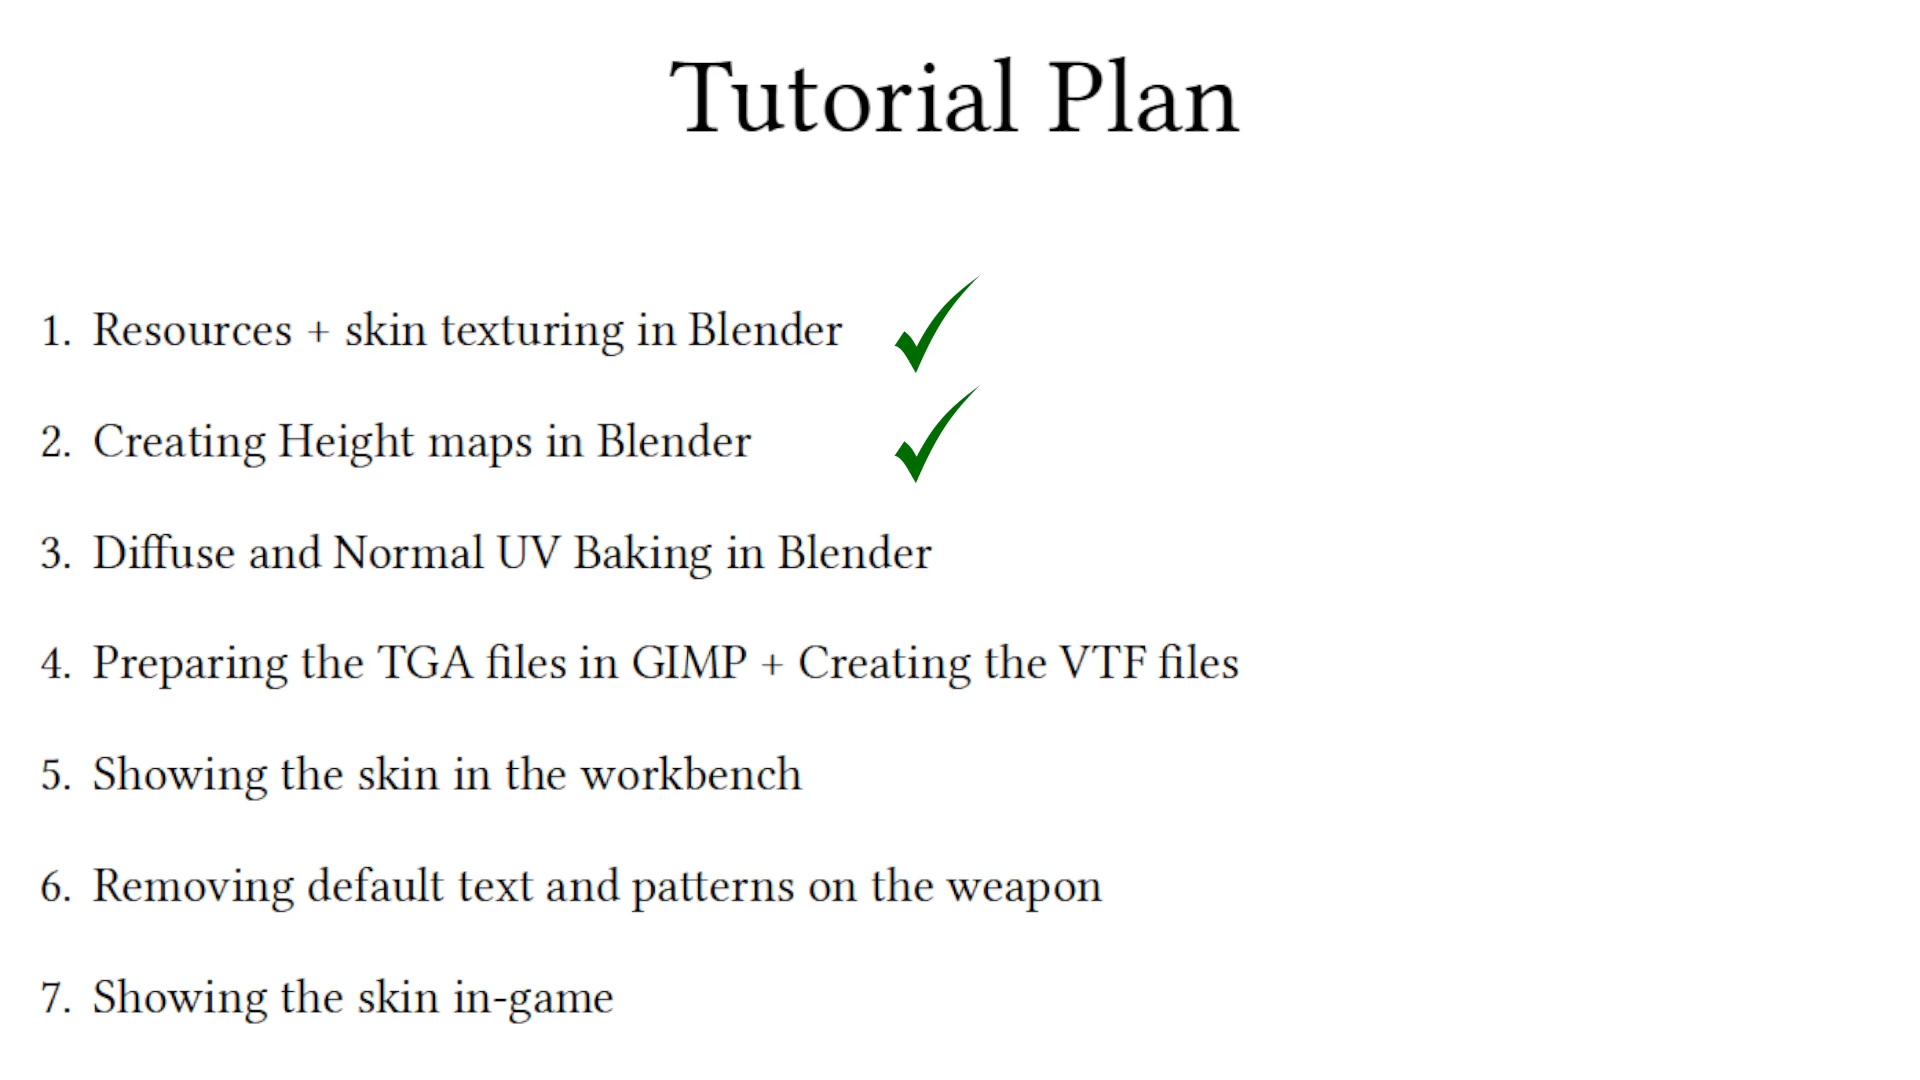 Tutorial Plan
1. Resources + skin texturing in Blender
2. Creating Height maps in Blender
3. Diffuse and Normal UV Baking in Blender
4. Preparing the TGA files in GIMP + Creating the VTF files
5. Showing the skin in the workbench
6. Removing default text and patterns on the weapon
7. Showing the skin in-game